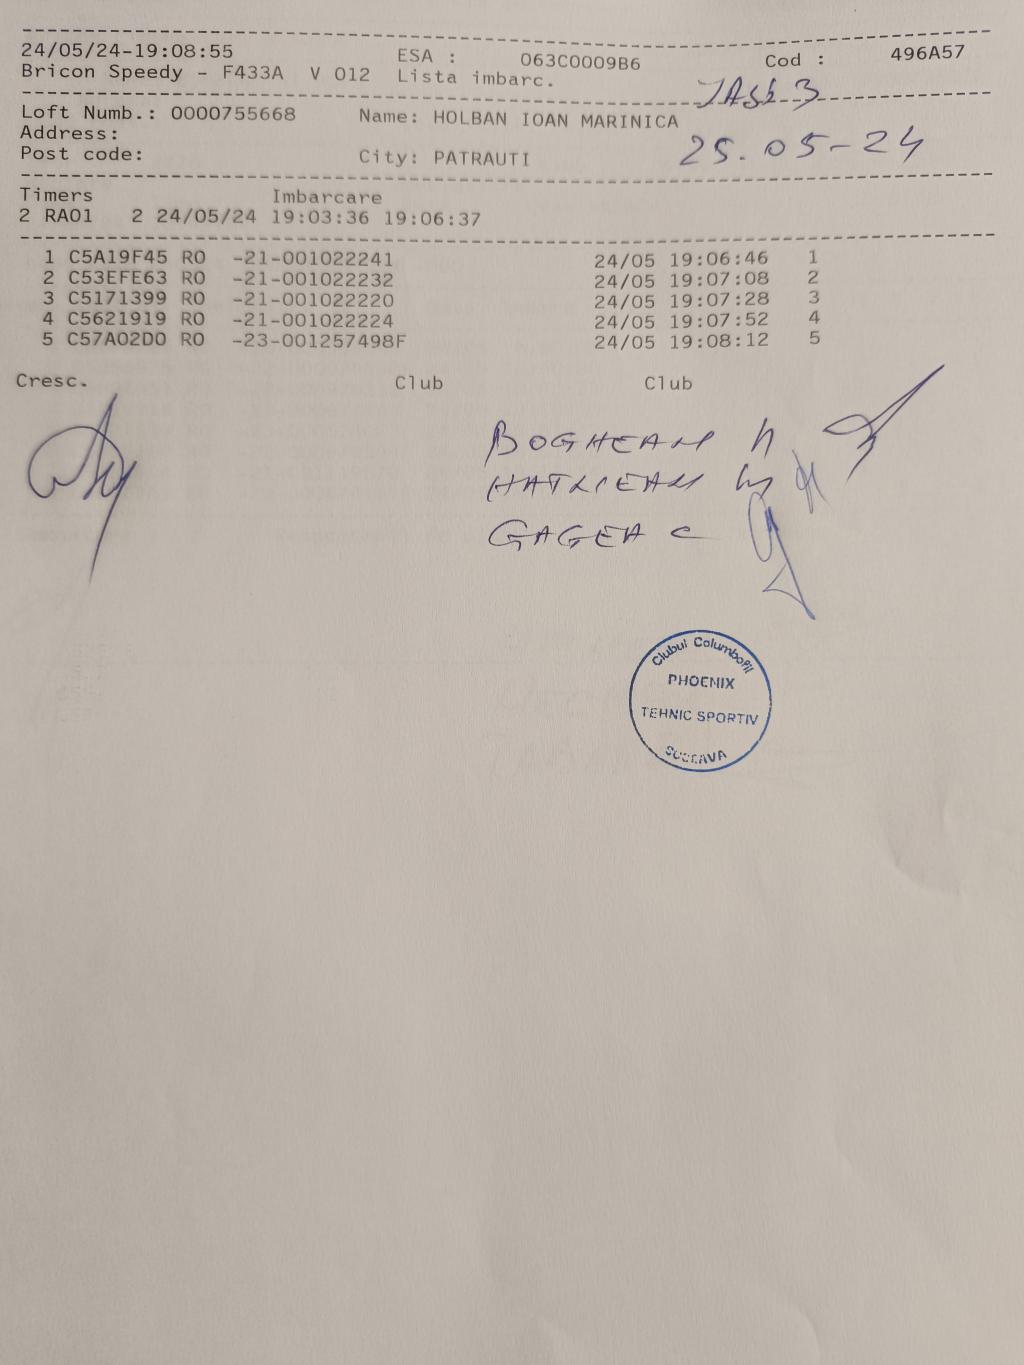 24/05/24-19:08:55 ESA : 063C0009B6 Cod : 496A57
Bricon Speedy - F433A V 012 Lista imbarc.
IASI 3
Loft Numb.: 0000755668 Name: HOLBAN IOAN MARINICA
Address:
25.05-24
Post code: City: PATRAUTI
Timers Imbarcare
2 RA01 2 24/05/24 19:03:36 19:06:37
1 C5A19F45 RO -21-001022241 24/05 19:06:46 1
2 C53EFE63 RO -21-001022232 24/05 19:07:08 2
3 C5171399 RO -21-001022220 24/05 19:07:28 3
4 C5621919 RO -21-001022224 24/05 19:07:52 4
5 C57A02D0 RO -23-001257498F 24/05 19:08:12 5
Cresc. Club Club
BOGHEAN N
GAGEA C
Clubul Columbofil
PHOENIX
TEHNIC SPORTIV
SUCEAVA